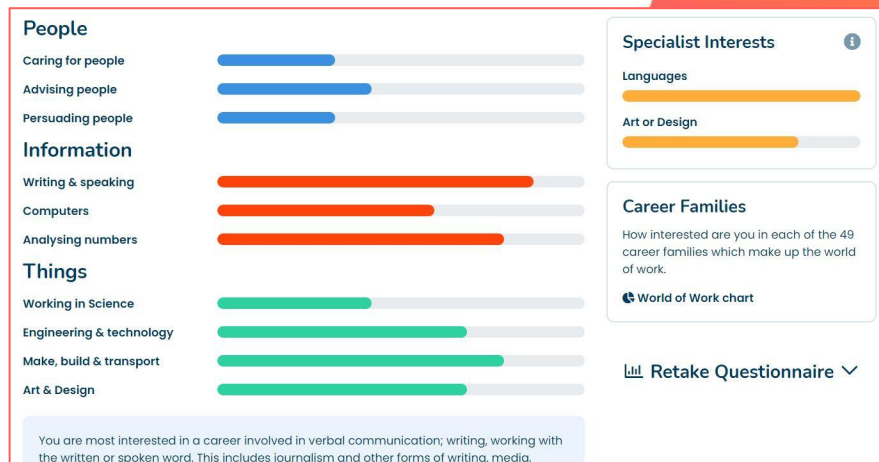 People
Caring for people
Advising people
Persuading people
Information
Writing & speaking
Computers
Analysing numbers
Things
Working in Science
Engineering & technology
Make, build & transport
Art & Design
You are most interested in a career involved in verbal communication; writing, working with
the written or spoken word. This includes journalism and other forms of writing, media,
Specialist Interests
Languages
Art or Design
Career Families
How interested are you in each of the 49
career families which make up the world
of work.
World of Work chart
Retake Questionnaire